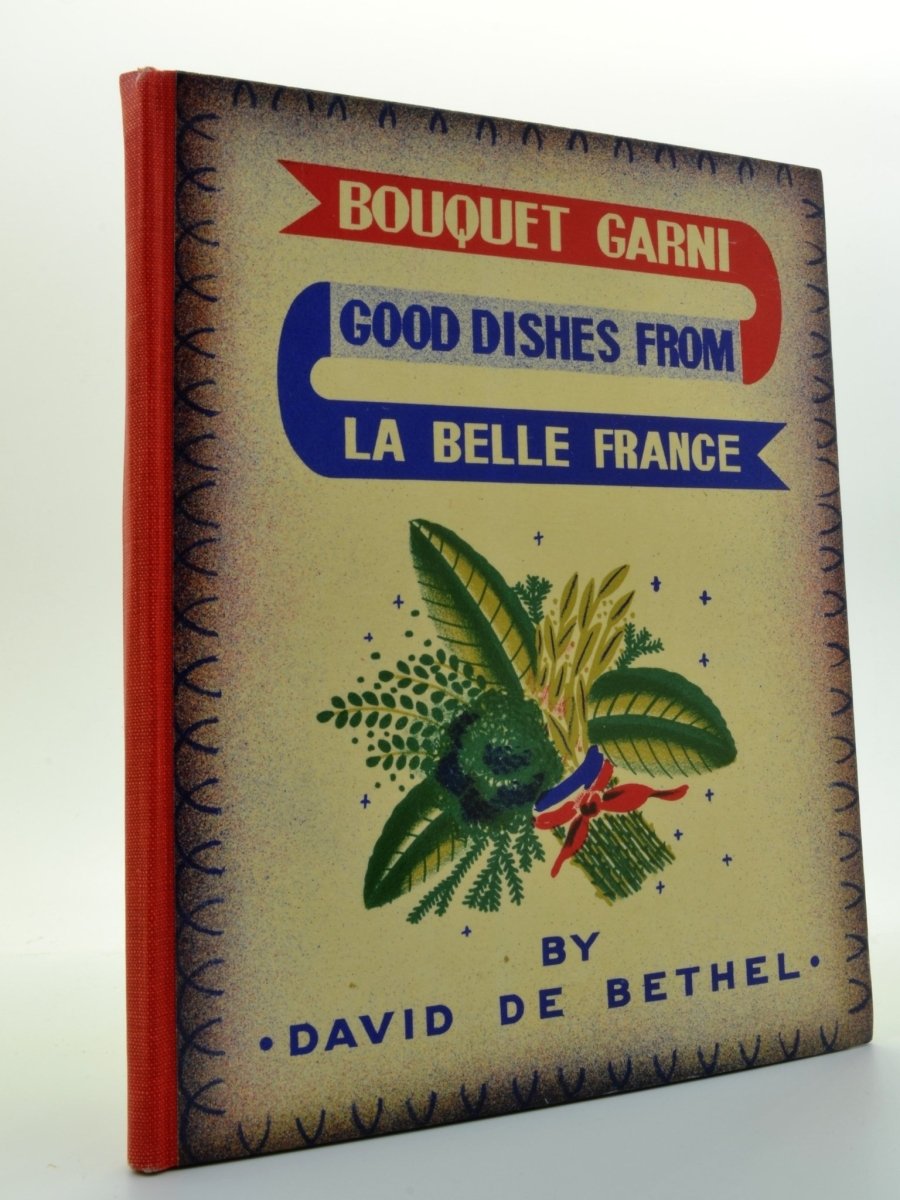 BOUQUET GARNI
GOOD DISHES FROM
LA BELLE FRANCE
BY
• DAVID DE BETHEL •